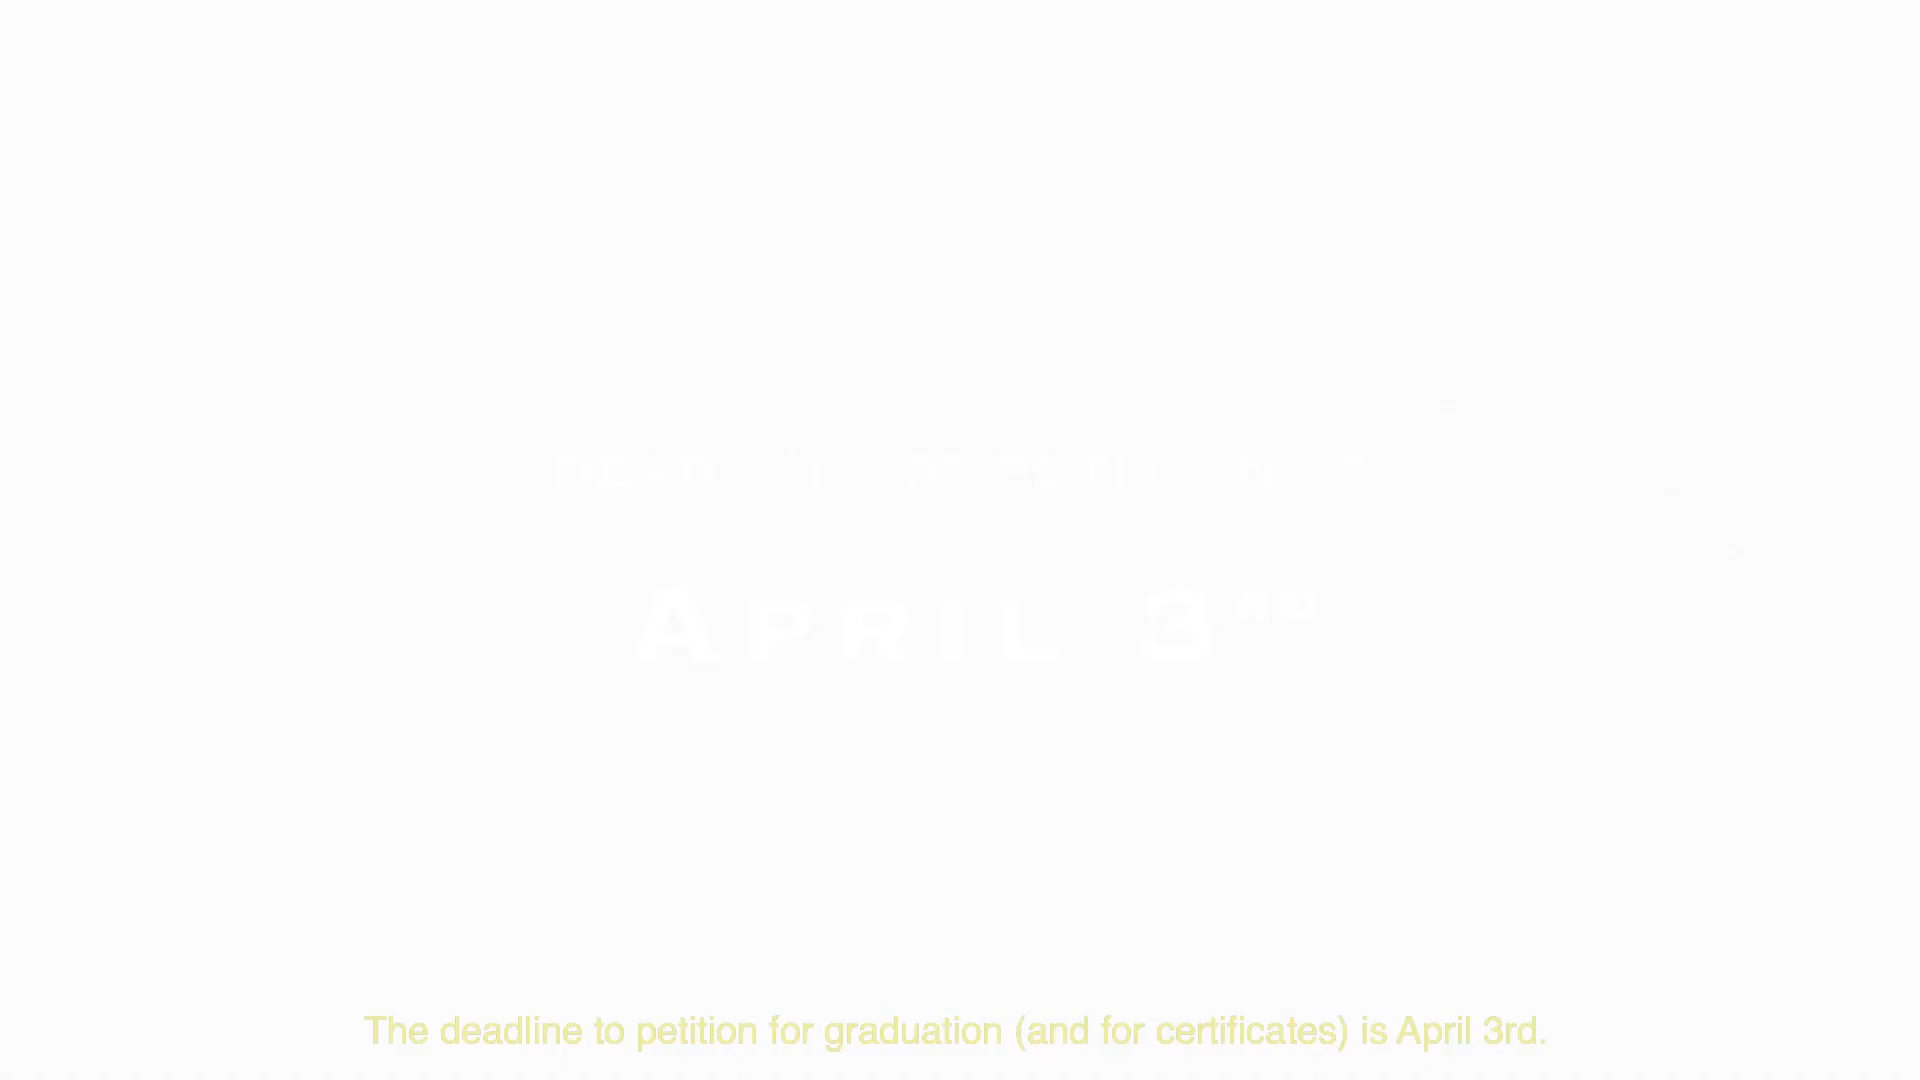 DEADLINE TO PETITION IS
APRIL 3RD
The deadline to petition for graduation (and for certificates) is April 3rd.